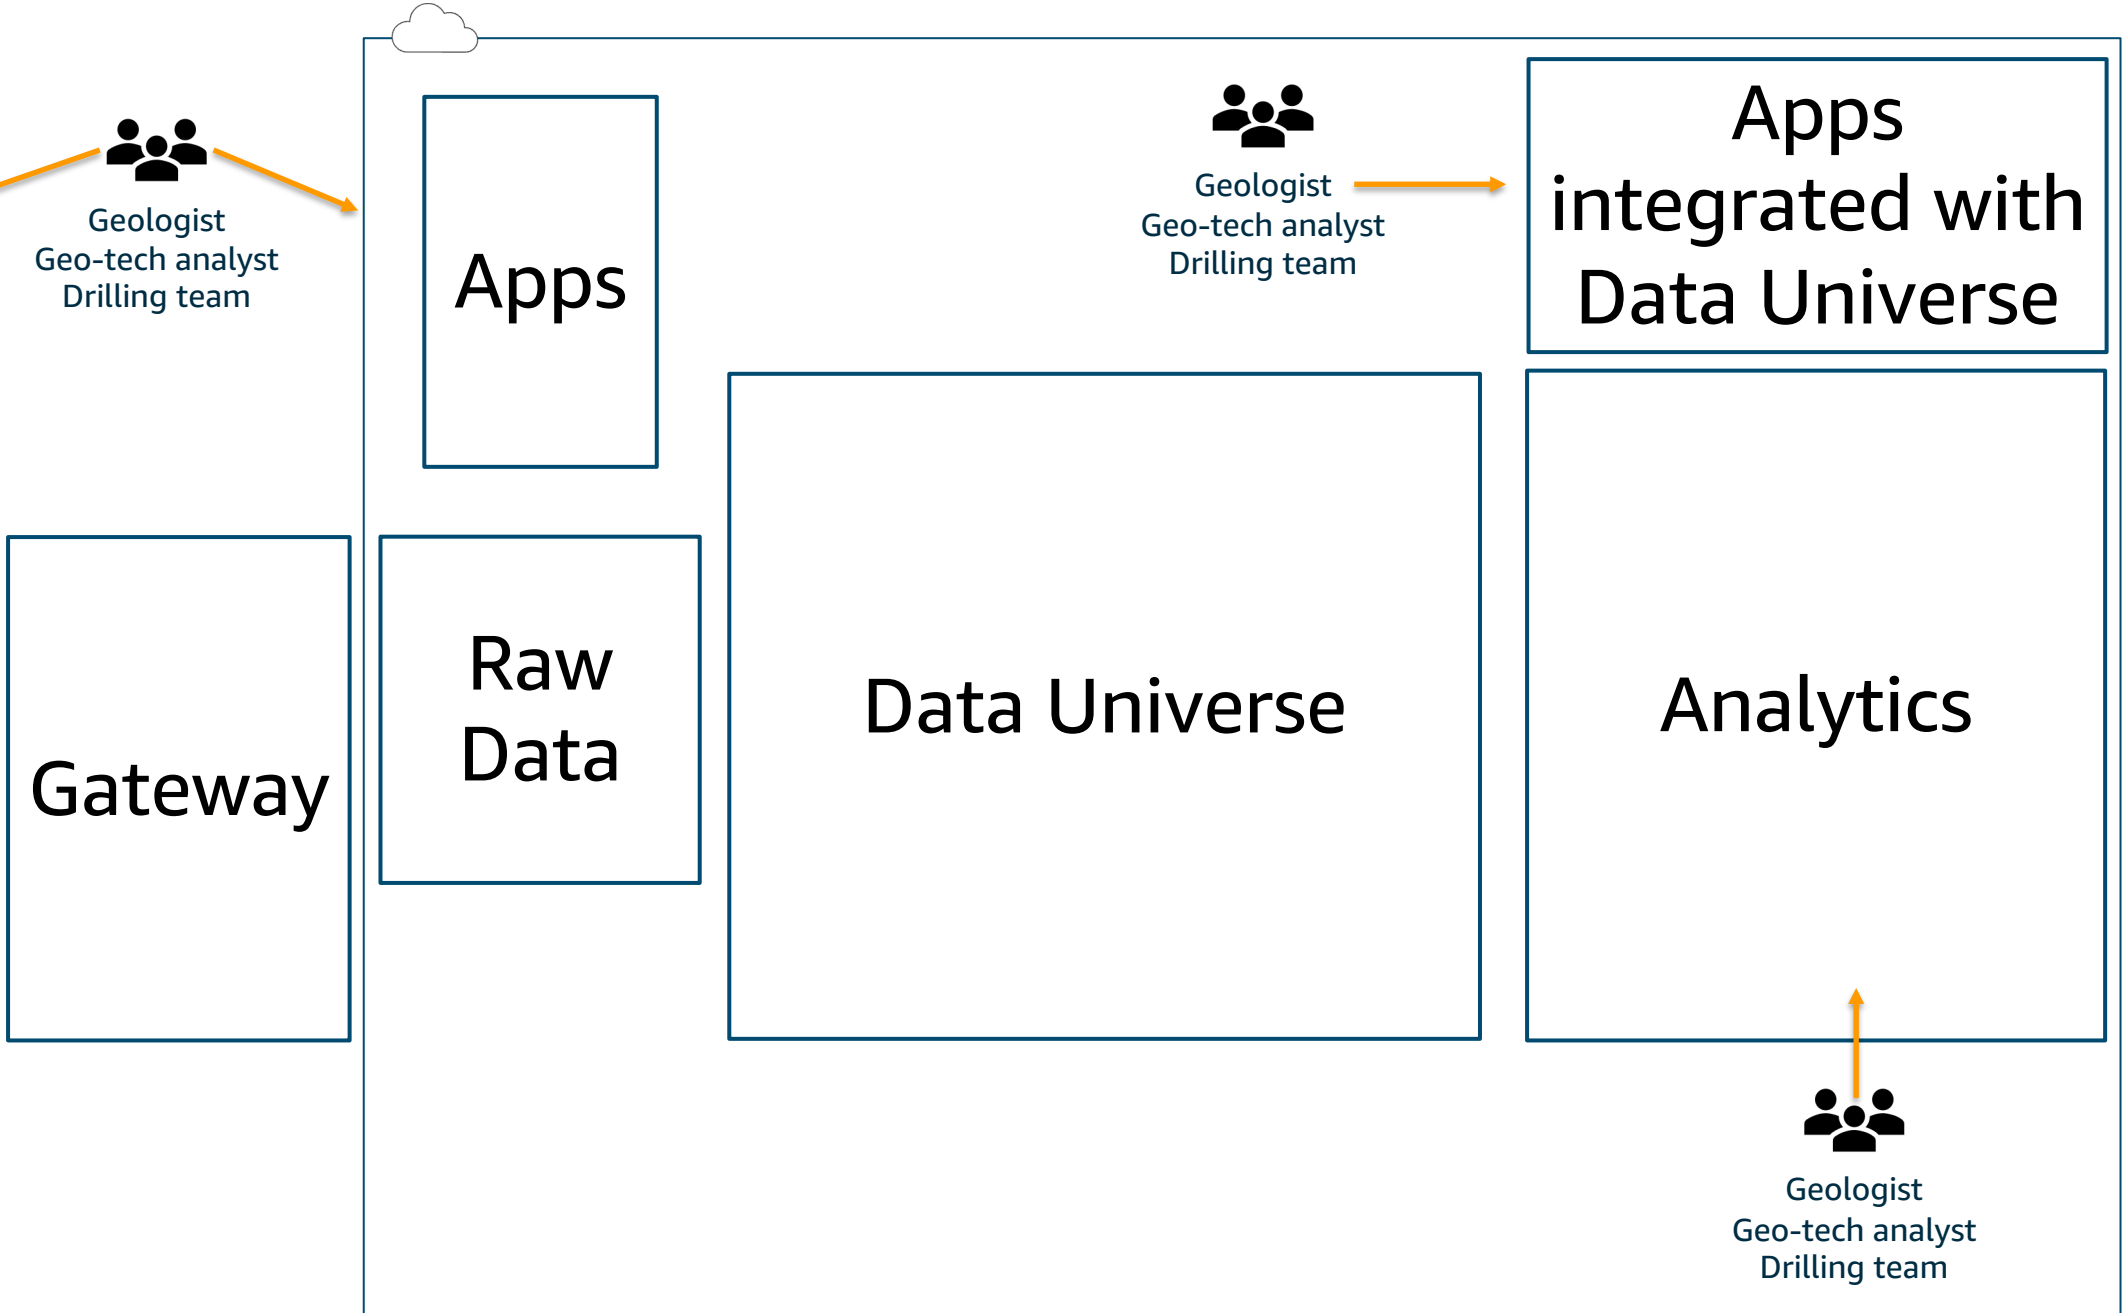 Geologist
Geo-tech analyst
Drilling team
Apps
Geologist
Geo-tech analyst
Drilling team
Apps
integrated with
Data Universe
Gateway
Raw
Data
Data Universe
Analytics
Geologist
Geo-tech analyst
Drilling team